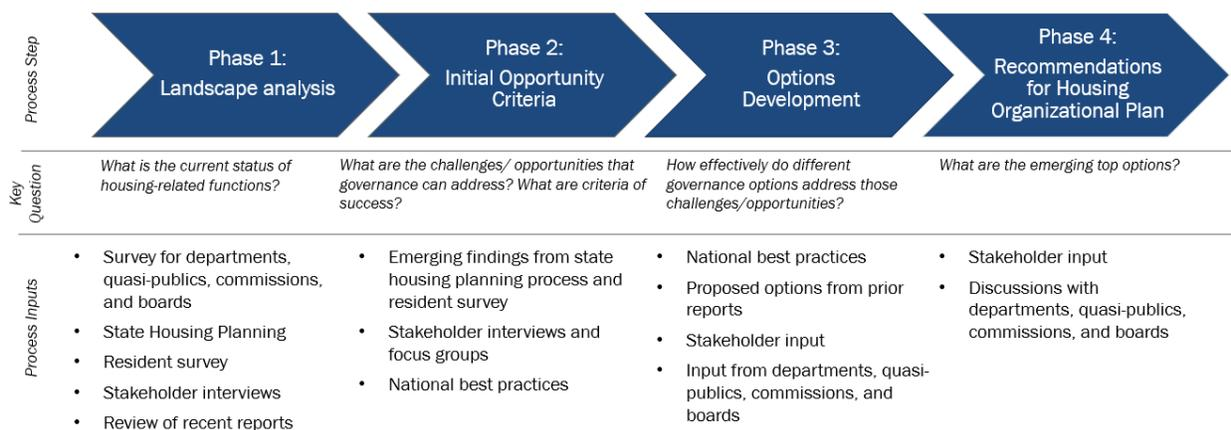 Process Step
Phase 1:
Landscape analysis
Phase 2:
Initial Opportunity
Criteria
Phase 3:
Options
Development
Phase 4:
Recommendations
for Housing
Organizational Plan
Key
Question
What is the current status of
housing-related functions?
What are the challenges/ opportunities that
governance can address? What are criteria of
success?
How effectively do different
governance options address those
challenges/opportunities?
What are the emerging top options?
Process Inputs
• Survey for departments,
quasi-publics, commissions,
and boards
• State Housing Planning
• Resident survey
• Stakeholder interviews
• Review of recent reports
• Emerging findings from state
housing planning process and
resident survey
• Stakeholder interviews and
focus groups
• National best practices
• National best practices
• Proposed options from prior
reports
• Stakeholder input
• Input from departments, quasi-
publics, commissions, and
boards
• Stakeholder input
• Discussions with
departments, quasi-publics,
commissions, and boards